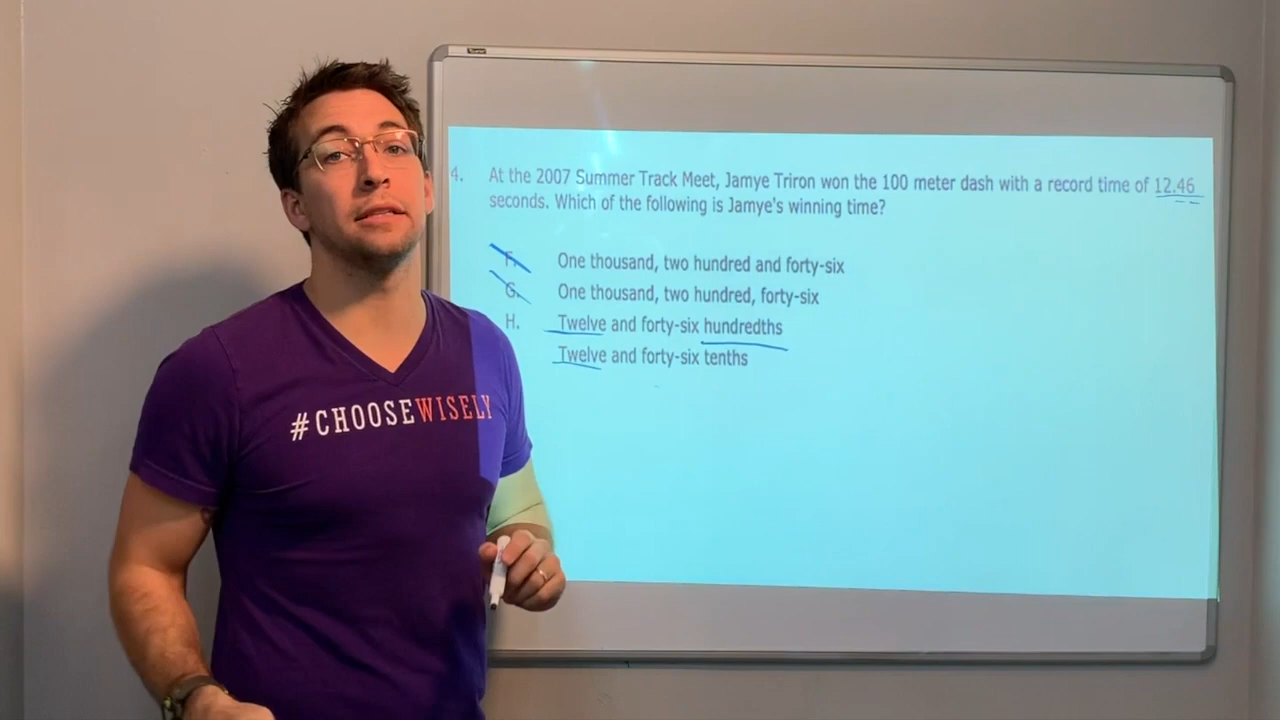 4. At the 2007 Summer Track Meet, Jamye Triron won the 100 meter dash with a record time of 12.46
seconds. Which of the following is Jamye's winning time?
F. One thousand, two hundred and forty-six
G. One thousand, two hundred, forty-six
H. Twelve and forty-six hundredths
Twelve and forty-six tenths
#CHOOSEWISELY